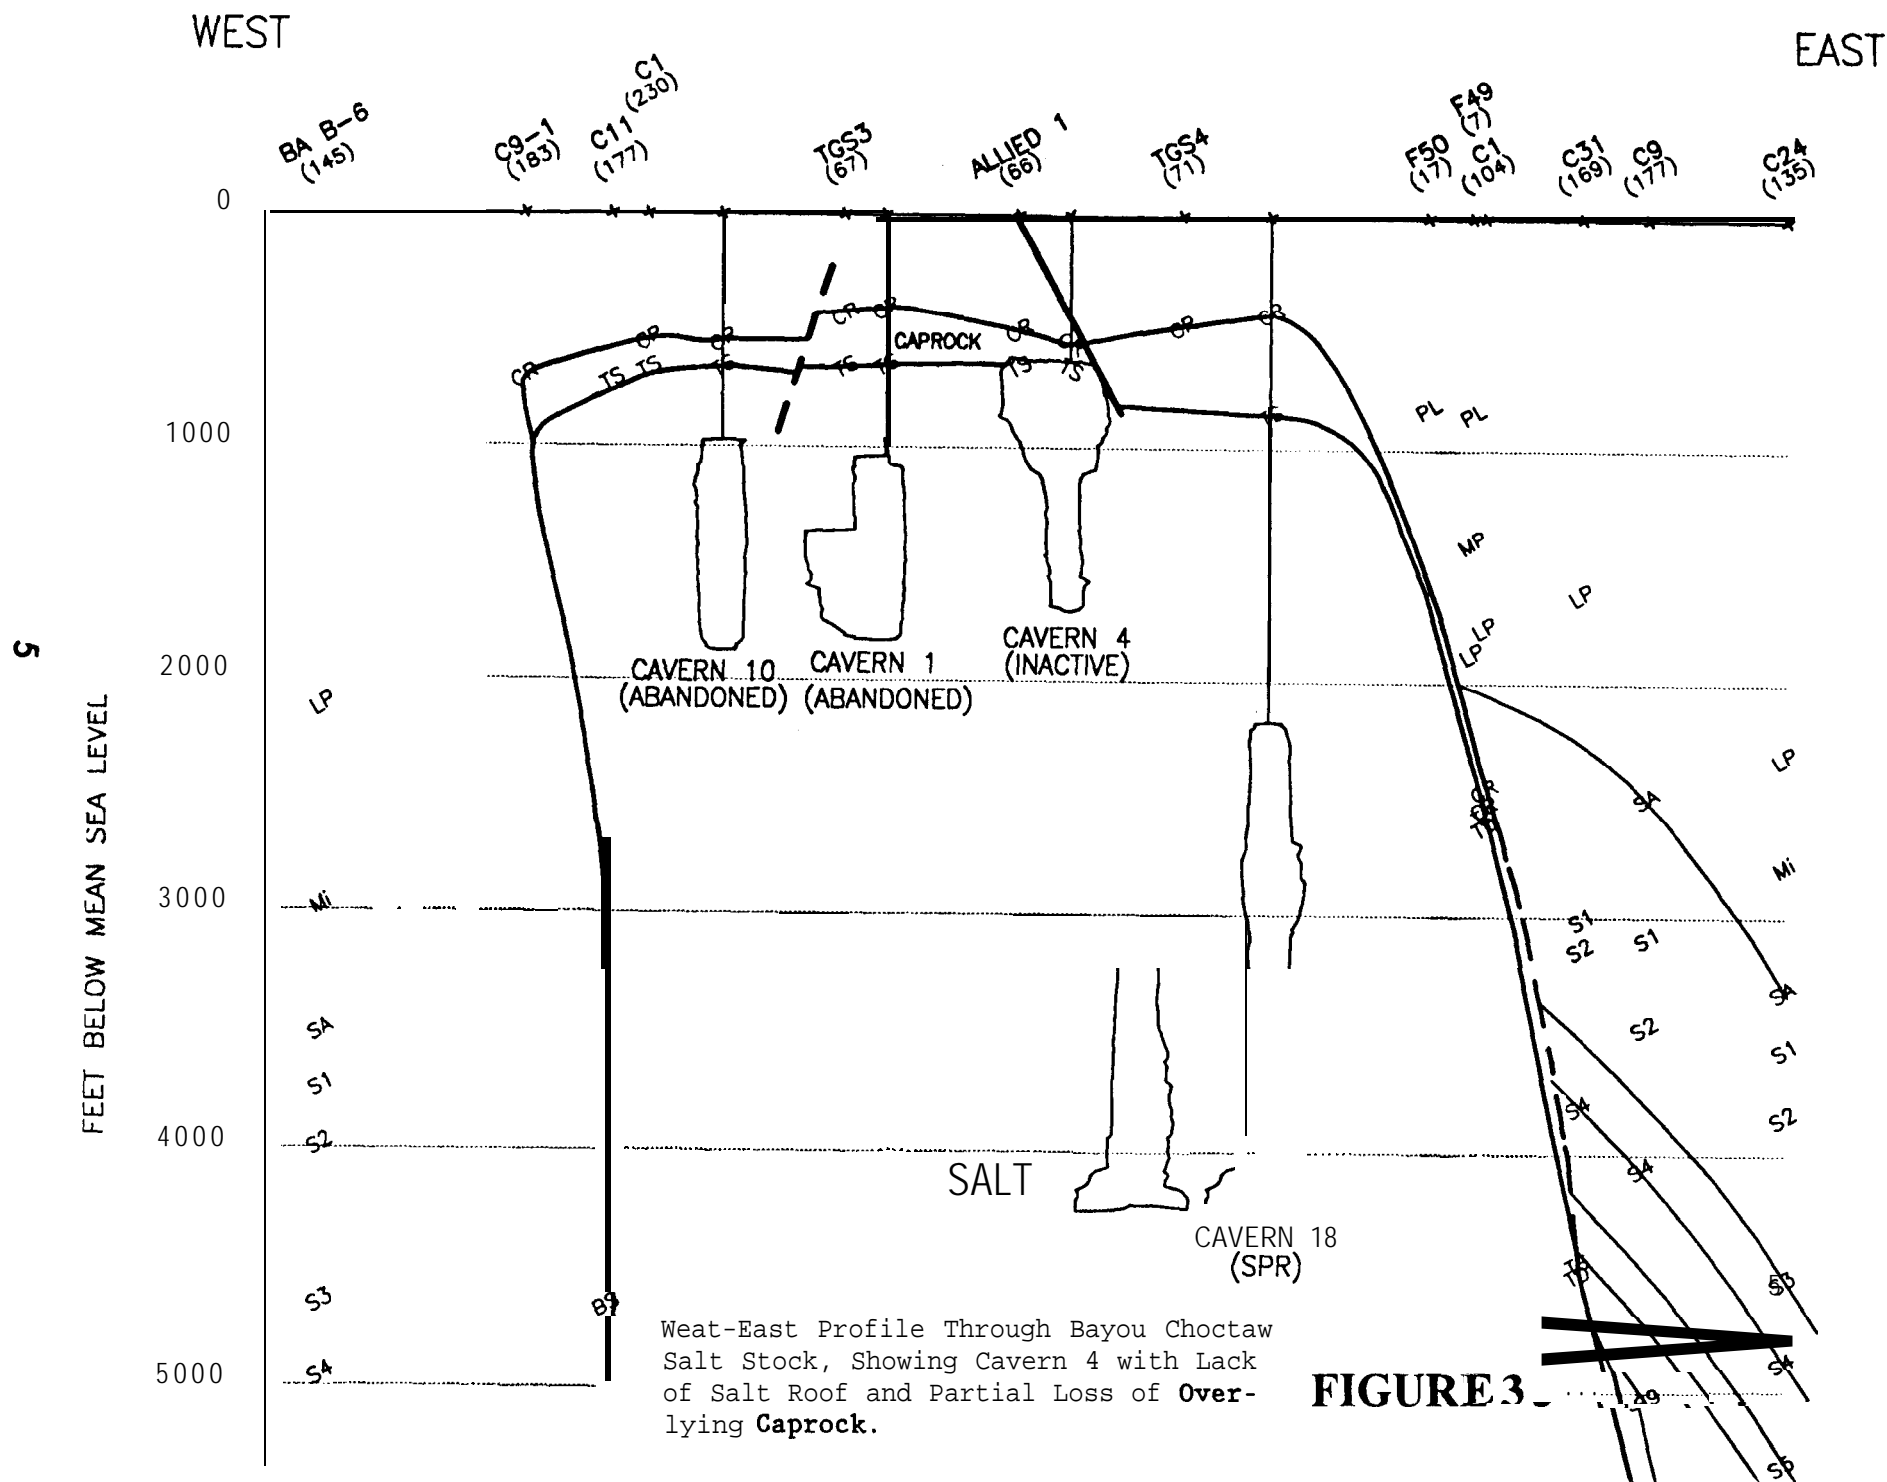 WEST
EAST
BA B-6
(145)
C9-1
(183)
C11
(177)
C1
(230)
TGS3
(67)
ALLIED 1
(66)
TGS4
(71)
F50
(17)
F49
(7)
C1
(104)
C31
(169)
C9
(177)
C24
(135)
0
CR
CR
CR
CR
CR
CR
CR
CR
CAPROCK
TS
TS
TS
TS
TS
TS
TS
PL
PL
1000
MP
LP
LP
LP
CAVERN 10
(ABANDONED)
CAVERN 1
(ABANDONED)
CAVERN 4
(INACTIVE)
2000
LP
LP
CR
SA
Mi
3000
Mi
S1
S2
S1
SA
SA
S2
S1
S1
S4
S2
4000
S2
S4
SALT
CAVERN 18
(SPR)
S3
S3
BS
5000
S4
S4
S5
FEET BELOW MEAN SEA LEVEL
5
Weat-East Profile Through Bayou Choctaw
Salt Stock, Showing Cavern 4 with Lack
of Salt Roof and Partial Loss of Over-
lying Caprock.
FIGURE 3.